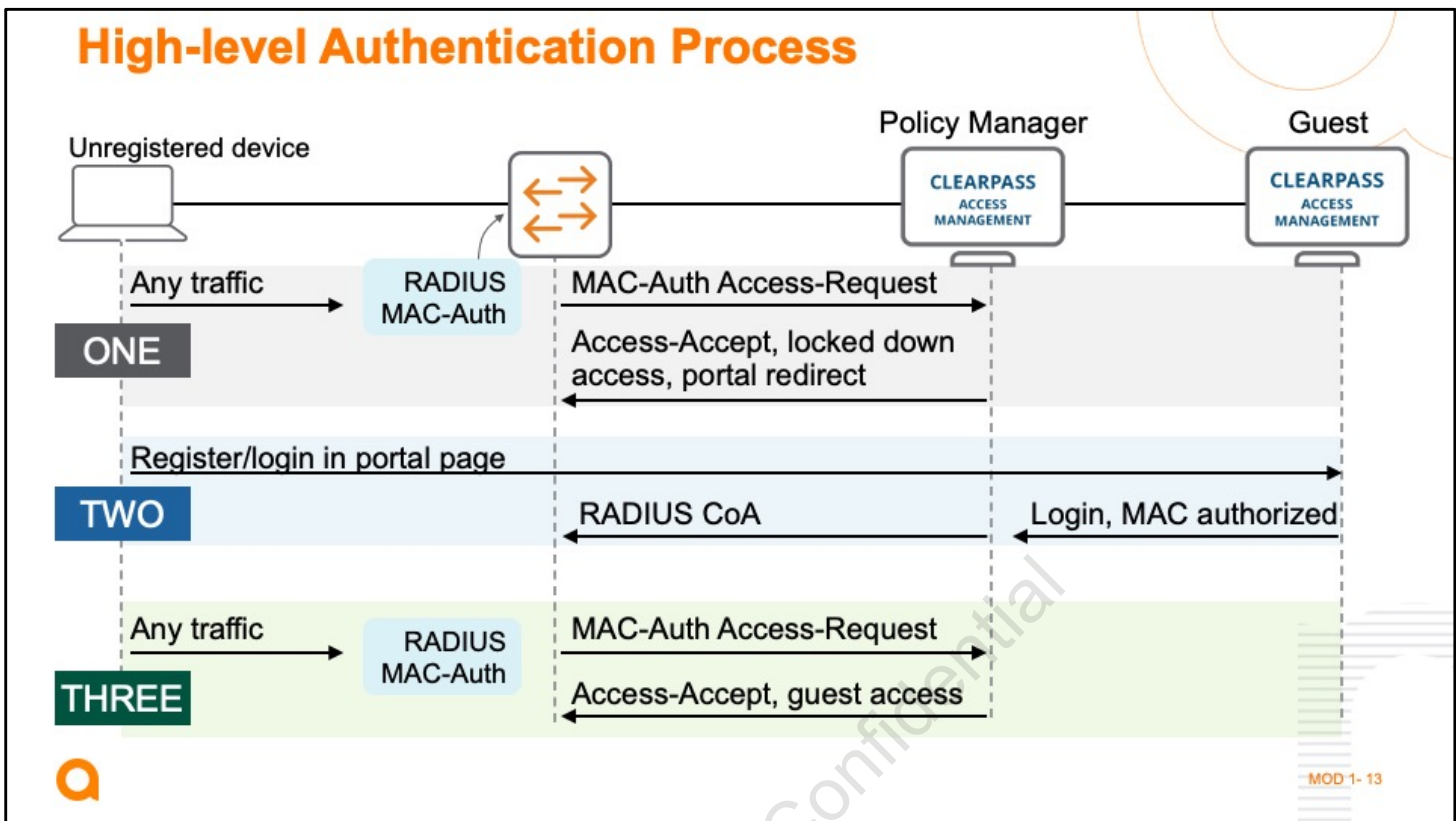 High-level Authentication Process
Unregistered device
Policy Manager
Guest
CLEARPASS
ACCESS
MANAGEMENT
CLEARPASS
ACCESS
MANAGEMENT
Any traffic
RADIUS
MAC-Auth
MAC-Auth Access-Request
ONE
Access-Accept, locked down
access, portal redirect
Register/login in portal page
TWO
RADIUS CoA
Login, MAC authorized
Any traffic
RADIUS
MAC-Auth
MAC-Auth Access-Request
THREE
Access-Accept, guest access
Confidential
MOD 1- 13